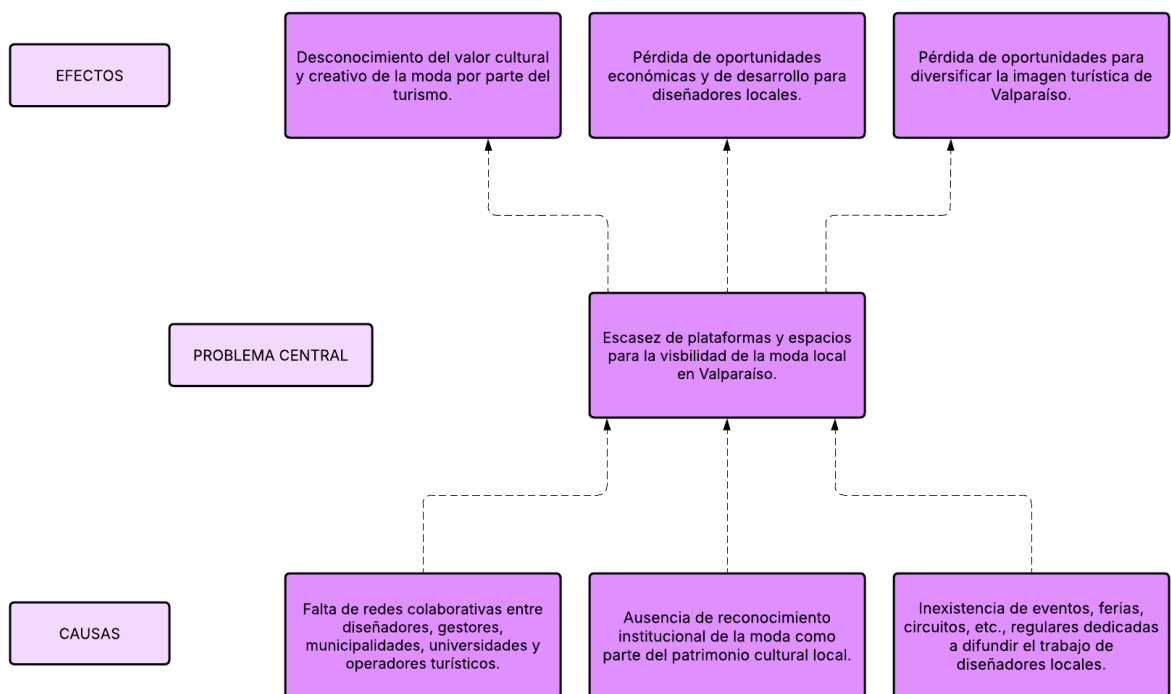 EFECTOS
Desconocimiento del valor cultural
y creativo de la moda por parte del
turismo.
Pérdida de oportunidades
económicas y de desarrollo para
diseñadores locales.
Pérdida de oportunidades para
diversificar la imagen turística de
Valparaíso.
PROBLEMA CENTRAL
Escasez de plataformas y espacios
para la visbilidad de la moda local
en Valparaíso.
CAUSAS
Falta de redes colaborativas entre
diseñadores, gestores,
municipalidades, universidades y
operadores turísticos.
Ausencia de reconocimiento
institucional de la moda como
parte del patrimonio cultural local.
Inexistencia de eventos, ferias,
circuitos, etc., regulares dedicadas
a difundir el trabajo de
diseñadores locales.